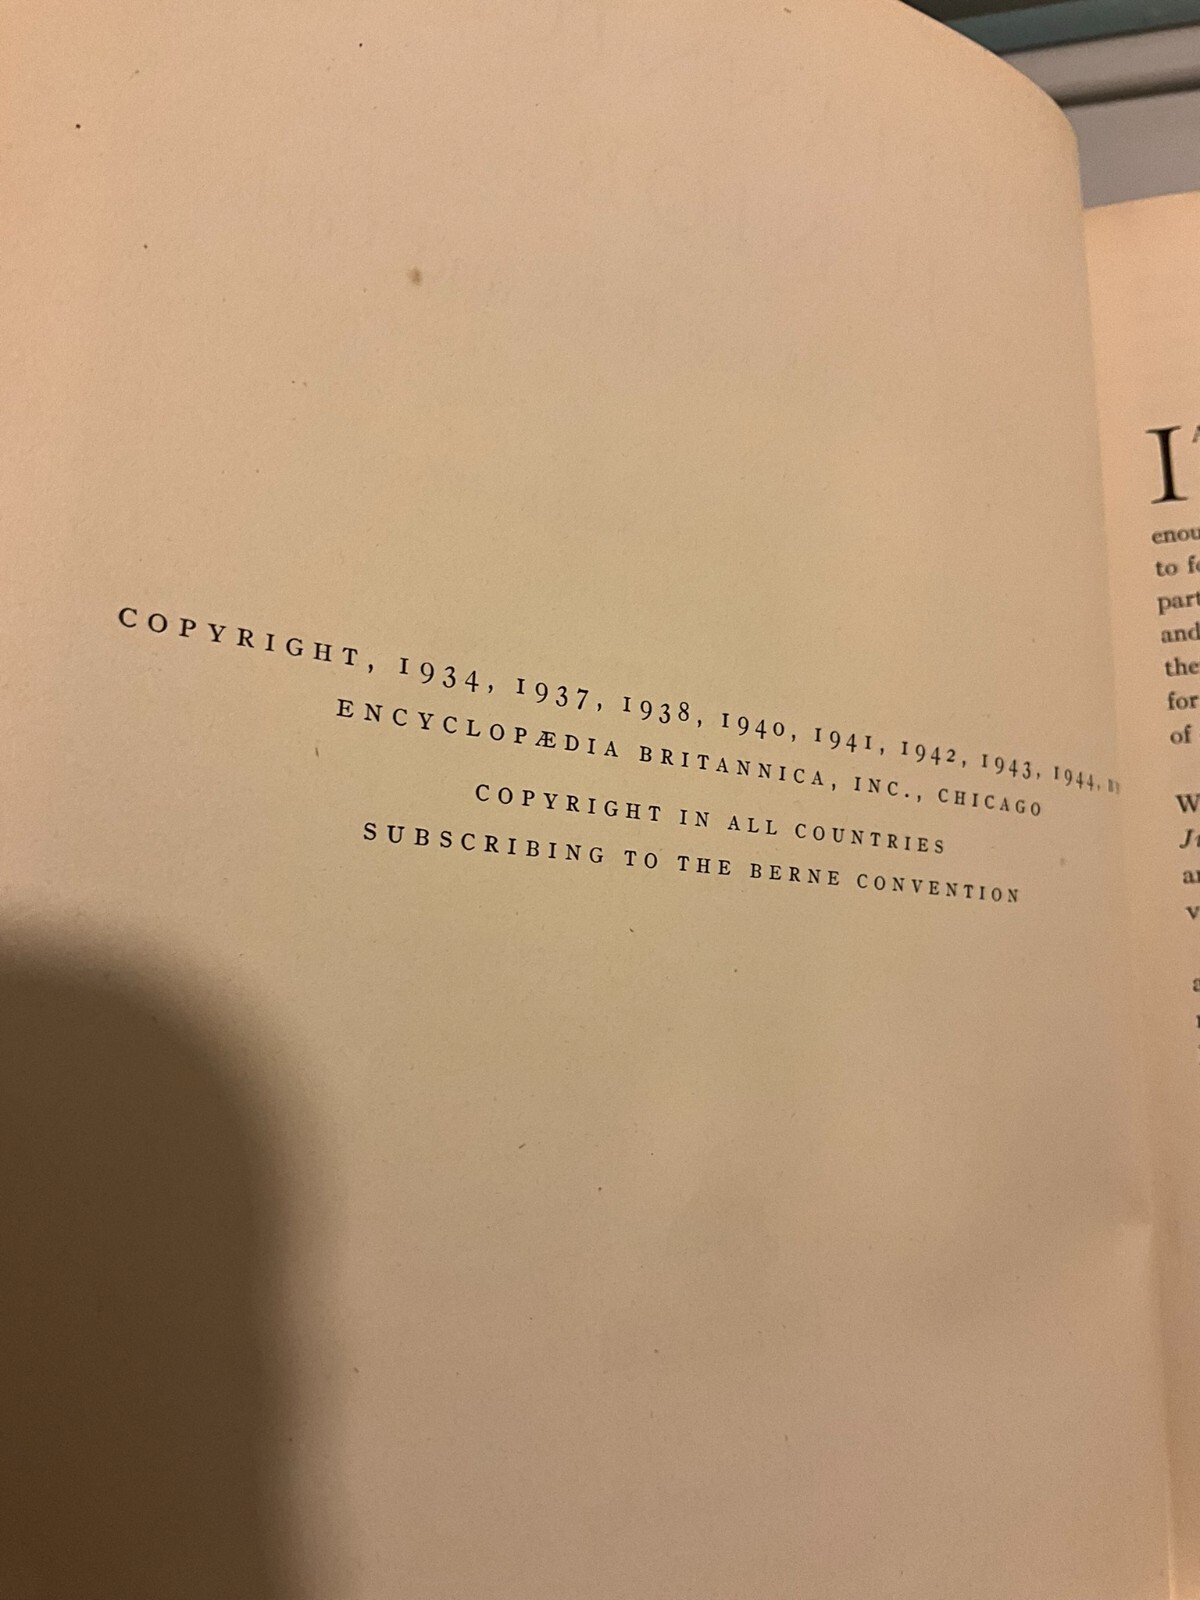 COPYRIGHT, 1934, 1937, 1938, 1940, 1941, 1942, 1943, 1944, BY
ENCYCLOPÆDIA BRITANNICA, INC., CHICAGO
COPYRIGHT IN ALL COUNTRIES
SUBSCRIBING TO THE BERNE CONVENTION
I
enou
to f
part
and
the
for
of
W